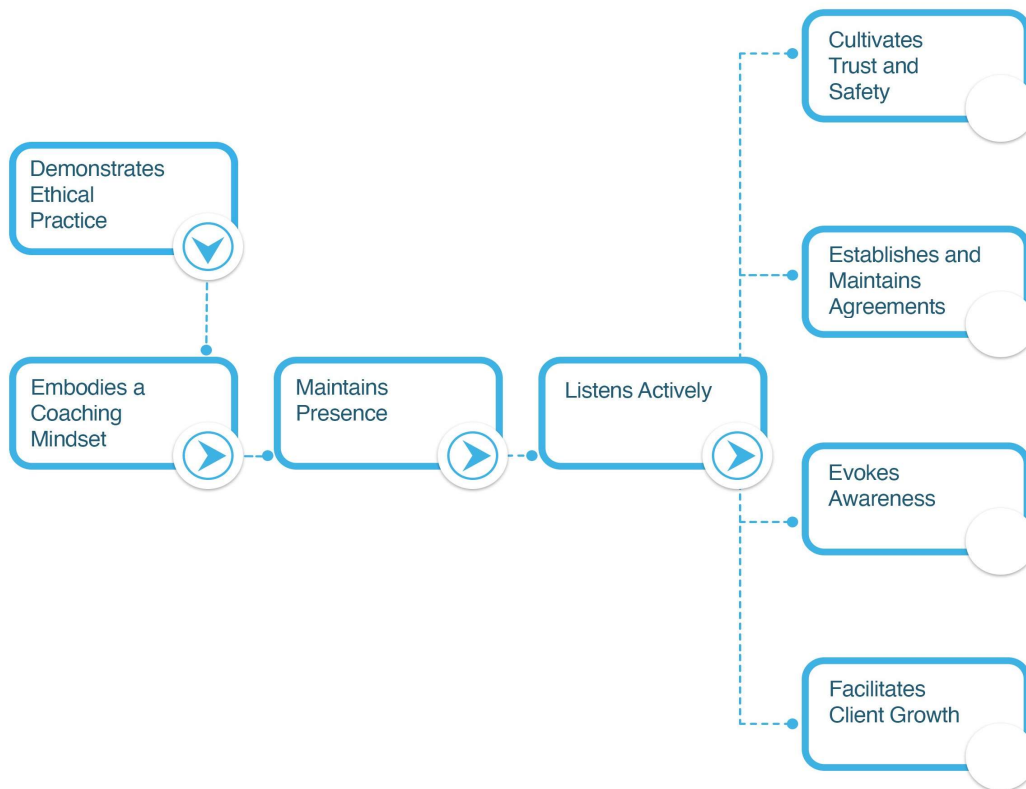 Demonstrates
Ethical
Practice
Embodies a
Coaching
Mindset
Maintains
Presence
Listens Actively
Cultivates
Trust and
Safety
Establishes and
Maintains
Agreements
Evokes
Awareness
Facilitates
Client Growth